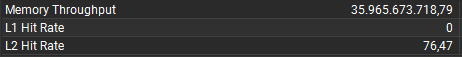 Memory Throughput 35.965.673.718,79
L1 Hit Rate 0
L2 Hit Rate 76,47